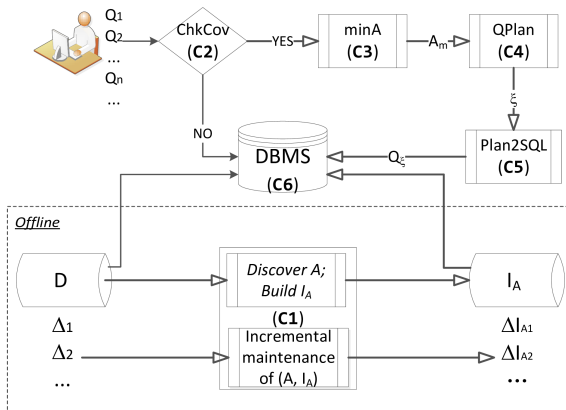 Q1
Q2
...
Qn
...
ChkCov
(C2)
YES
minA
(C3)
Am
QPlan
(C4)
ξ
NO
DBMS
(C6)
Qξ
Plan2SQL
(C5)
Offline
D
Discover A;
Build IA
IA
(C1)
Δ1
Δ2
...
Incremental
maintenance
of (A, IA)
ΔIA1
ΔIA2
...